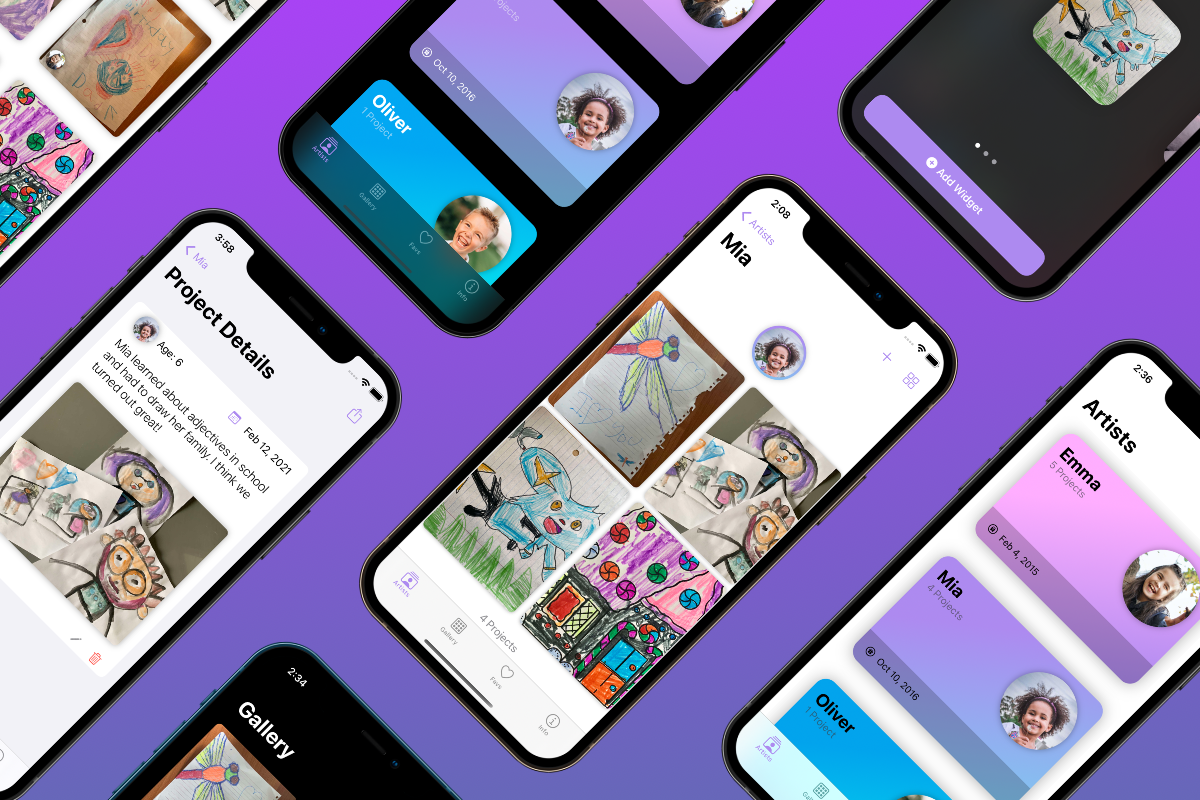 Projects
Oct 10, 2016
Oliver
1 Project
Artists
Gallery
Favs
Info
Add Widget
3:58
Mia
Project Details
Age: 6
Feb 12, 2021
Mia learned about adjectives in school
and had to draw her family. I think we
turned out great!
2:08
Artists
Mia
I ♡ you
4 Projects
Artists
Gallery
Favs
Info
2:34
Gallery
2:36
Artists
Emma
5 Projects
Feb 4, 2015
Mia
4 Projects
Oct 10, 2016
Oliver
1 Project
Artists